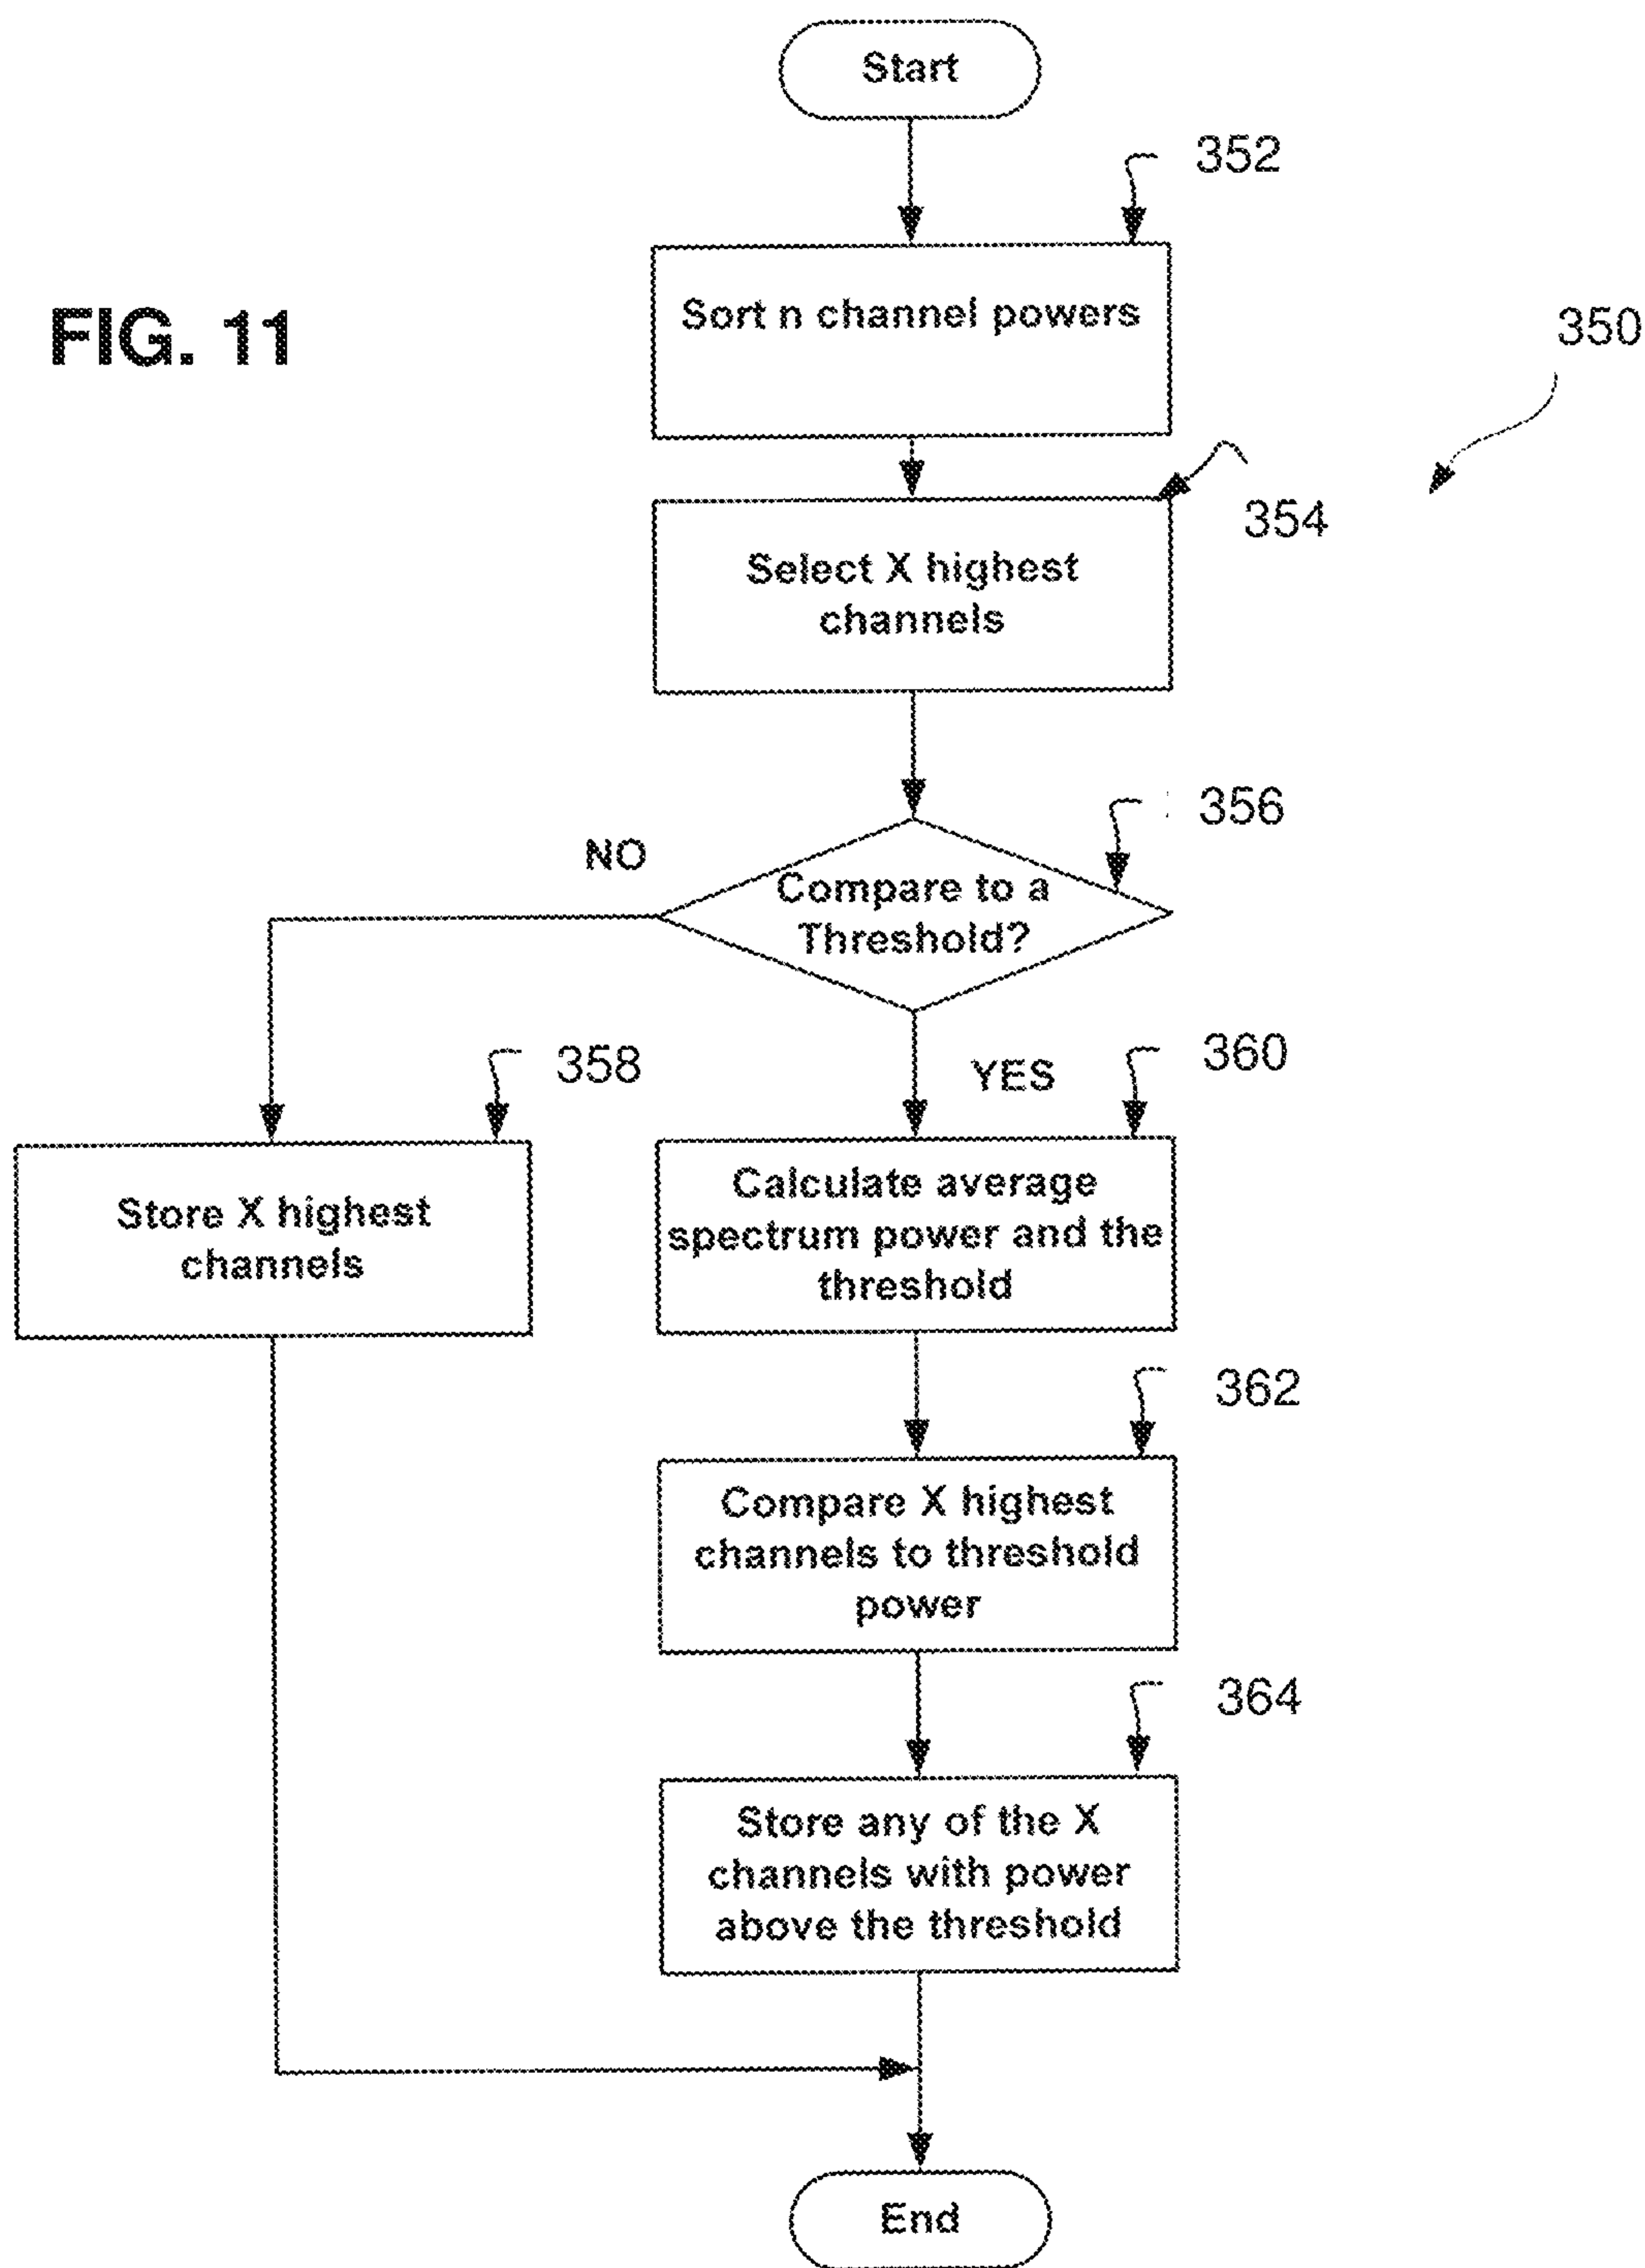 Start
352
Sort n channel powers
FIG. 11
350
354
Select X highest
channels
356
NO
Compare to a
Threshold?
358
YES
360
Store X highest
channels
Calculate average
spectrum power and the
threshold
362
Compare X highest
channels to threshold
power
364
Store any of the X
channels with power
above the threshold
End